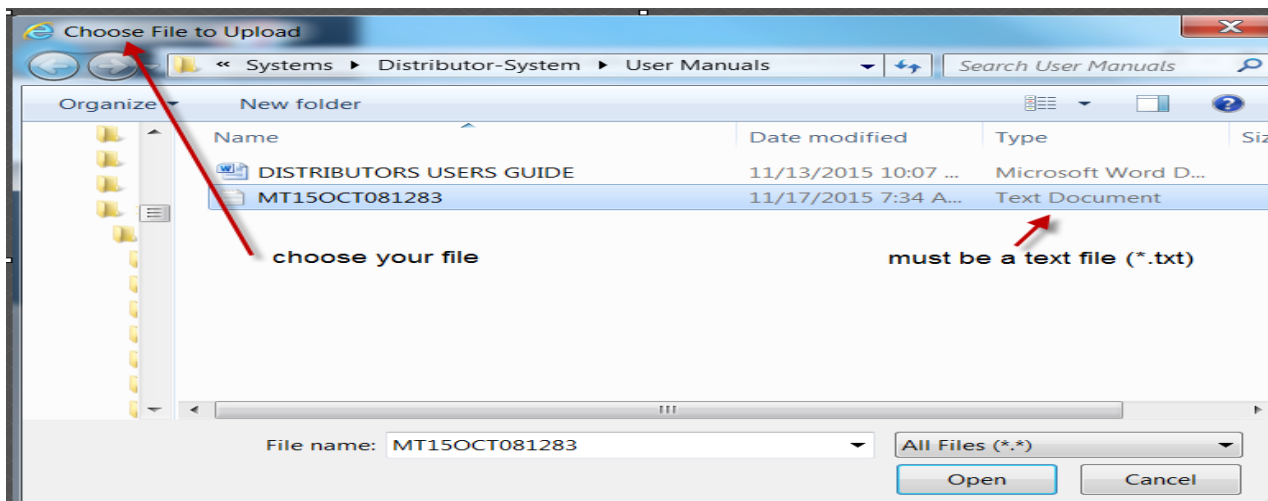 Choose File to Upload
« Systems ▸ Distributor-System ▸ User Manuals Search User Manuals
Organize New folder
Name Date modified Type Siz
DISTRIBUTORS USERS GUIDE 11/13/2015 10:07 ... Microsoft Word D...
MT15OCT081283 11/17/2015 7:34 A... Text Document
choose your file must be a text file (*.txt)
File name: MT15OCT081283 All Files (*.*)
Open Cancel